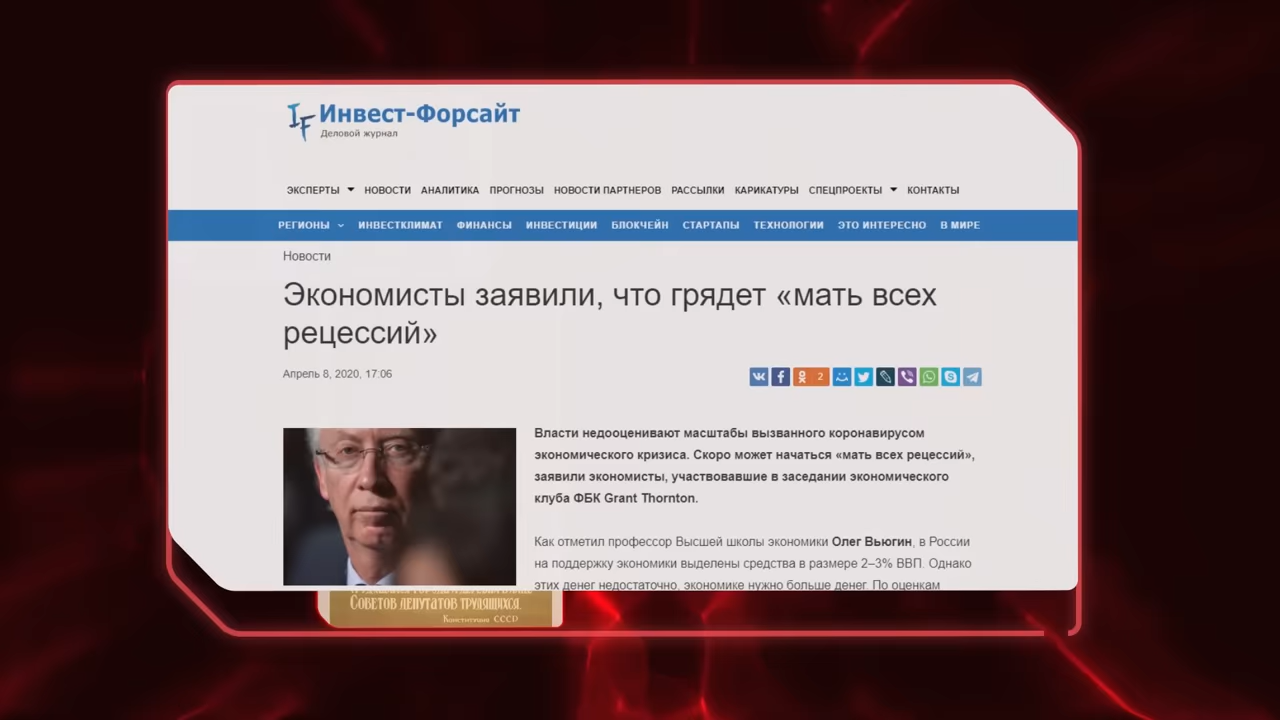 IF Инвест-Форсайт
Деловой журнал
ЭКСПЕРТЫ НОВОСТИ АНАЛИТИКА ПРОГНОЗЫ НОВОСТИ ПАРТНЕРОВ РАССЫЛКИ КАРИКАТУРЫ СПЕЦПРОЕКТЫ КОНТАКТЫ
РЕГИОНЫ ИНВЕСТКЛИМАТ ФИНАНСЫ ИНВЕСТИЦИИ БЛОКЧЕЙН СТАРТАПЫ ТЕХНОЛОГИИ ЭТО ИНТЕРЕСНО В МИРЕ
Новости
Экономисты заявили, что грядет «мать всех
рецессий»
Апрель 8, 2020, 17:06
2
Власти недооценивают масштабы вызванного коронавирусом
экономического кризиса. Скоро может начаться «мать всех рецессий»,
заявили экономисты, участвовавшие в заседании экономического
клуба ФБК Grant Thornton.
Как отметил профессор Высшей школы экономики Олег Вьюгин, в России
на поддержку экономики выделены средства в размере 2–3% ВВП. Однако
этих денег недостаточно, экономике нужно больше денег. По оценкам
Советов депутатов трудящихся.
Конституция СССР